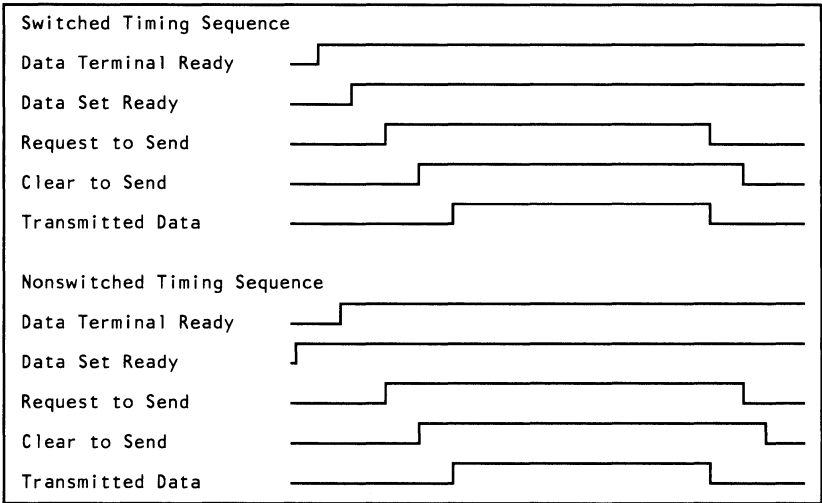 Switched Timing Sequence
Data Terminal Ready
Data Set Ready
Request to Send
Clear to Send
Transmitted Data
Nonswitched Timing Sequence
Data Terminal Ready
Data Set Ready
Request to Send
Clear to Send
Transmitted Data